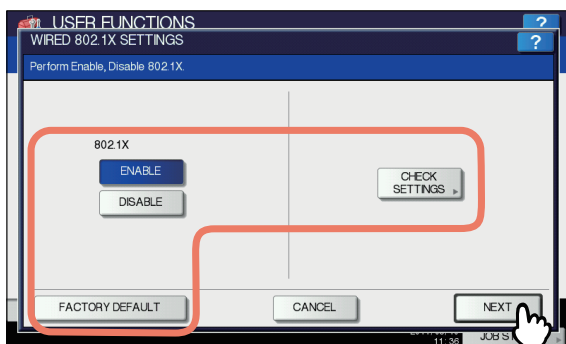 USER FUNCTIONS
?
WIRED 802.1X SETTINGS
?
Perform Enable, Disable 802.1X.
802.1X
ENABLE
DISABLE
CHECK
SETTINGS
FACTORY DEFAULT
CANCEL
NEXT
11:36
JOB ST